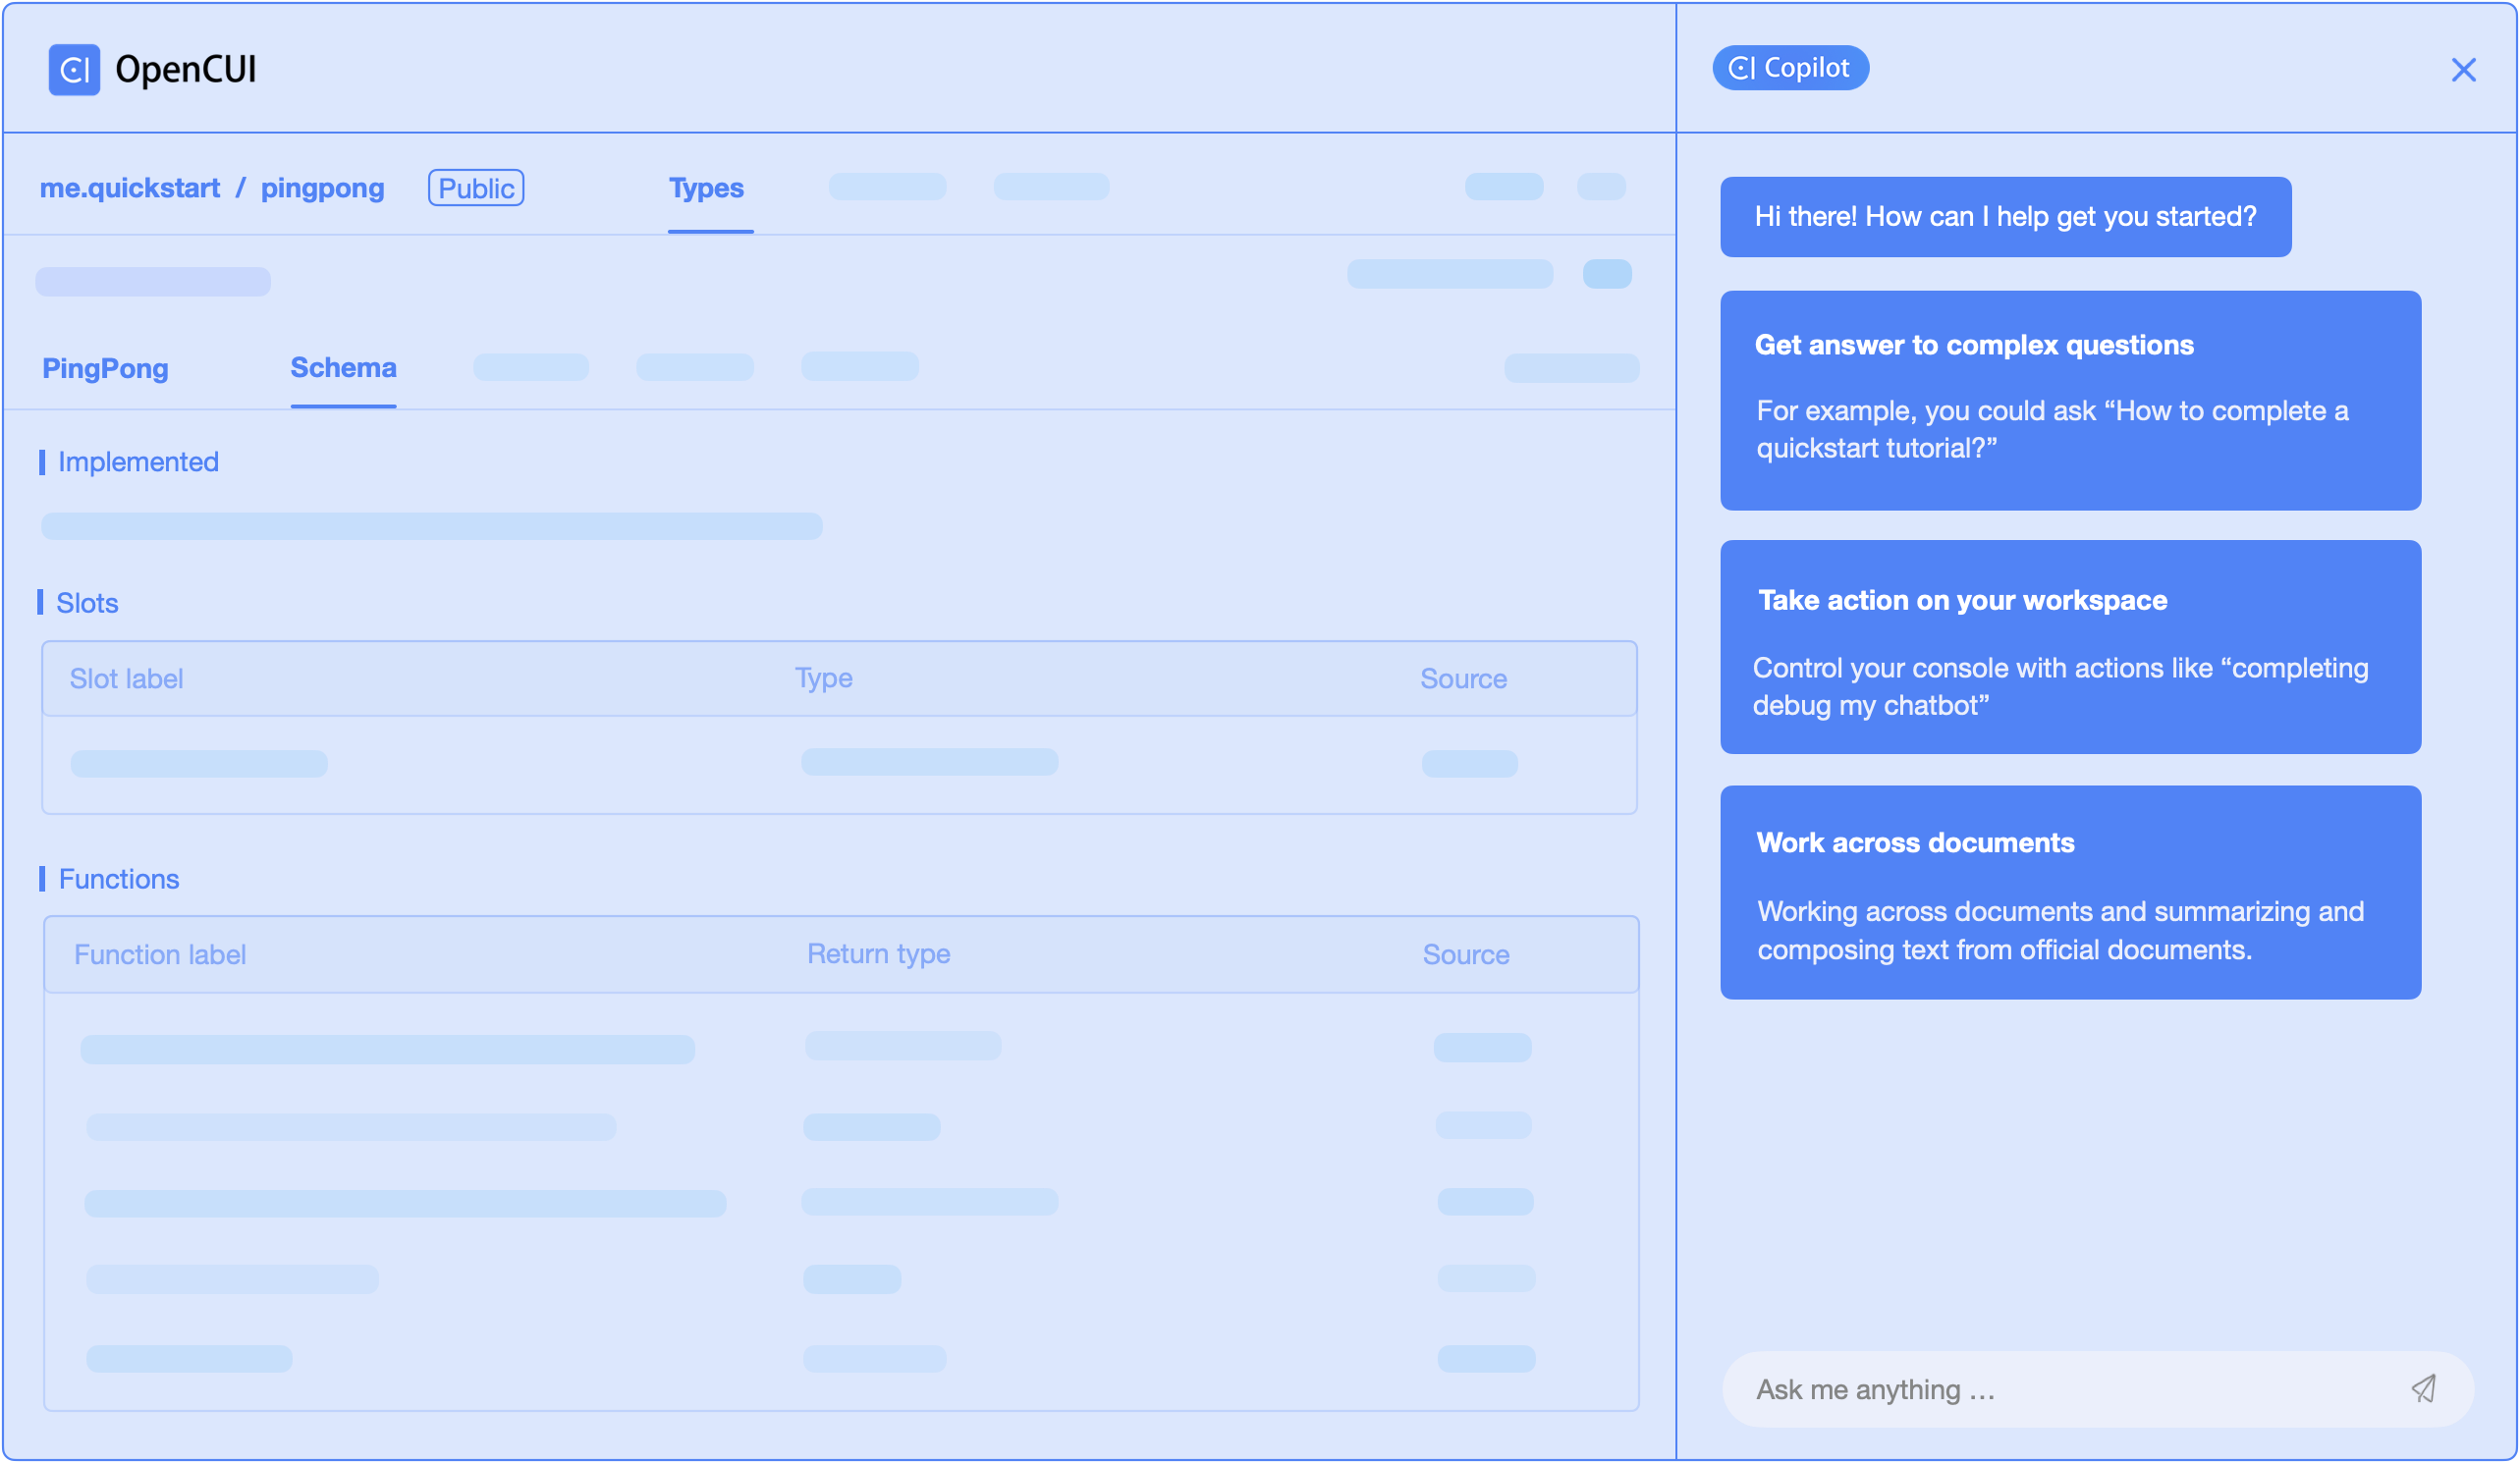 OpenCUI
me.quickstart / pingpong Public Types
PingPong Schema
Implemented
Slots
Slot label Type Source
Functions
Function label Return type Source
Copilot
Hi there! How can I help get you started?
Get answer to complex questions
For example, you could ask “How to complete a
quickstart tutorial?”
Take action on your workspace
Control your console with actions like “completing
debug my chatbot”
Work across documents
Working across documents and summarizing and
composing text from official documents.
Ask me anything …